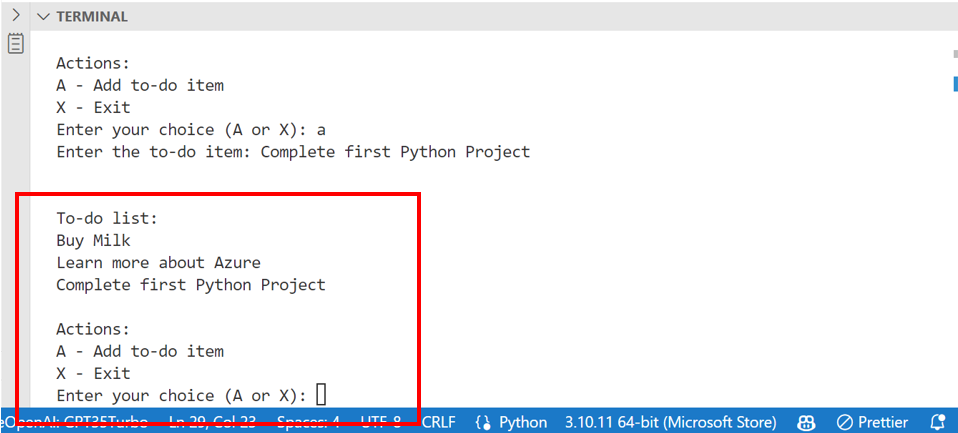 TERMINAL
Actions:
A - Add to-do item
X - Exit
Enter your choice (A or X): a
Enter the to-do item: Complete first Python Project
To-do list:
Buy Milk
Learn more about Azure
Complete first Python Project
Actions:
A - Add to-do item
X - Exit
Enter your choice (A or X):
eOpenAI: GPT35Turbo Ln 29, Col 23 Spaces: 4 UTF-8 CRLF {} Python 3.10.11 64-bit (Microsoft Store) Prettier